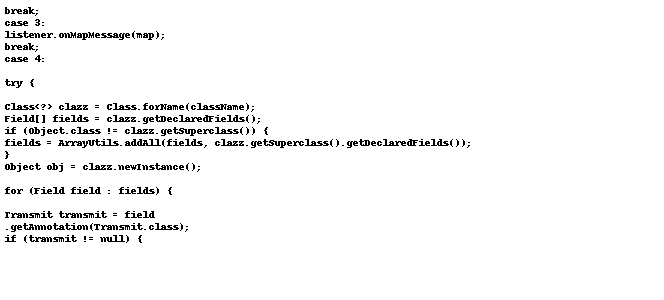 break;
case 3:
listener.onMapMessage(map);
break;
case 4:
try {
Class<?> clazz = Class.forName(className);
Field[] fields = clazz.getDeclaredFields();
if (Object.class != clazz.getSuperclass()) {
fields = ArrayUtils.addAll(fields, clazz.getSuperclass().getDeclaredFields());
}
Object obj = clazz.newInstance();
for (Field field : fields) {
Transmit transmit = field
.getAnnotation(Transmit.class);
if (transmit != null) {